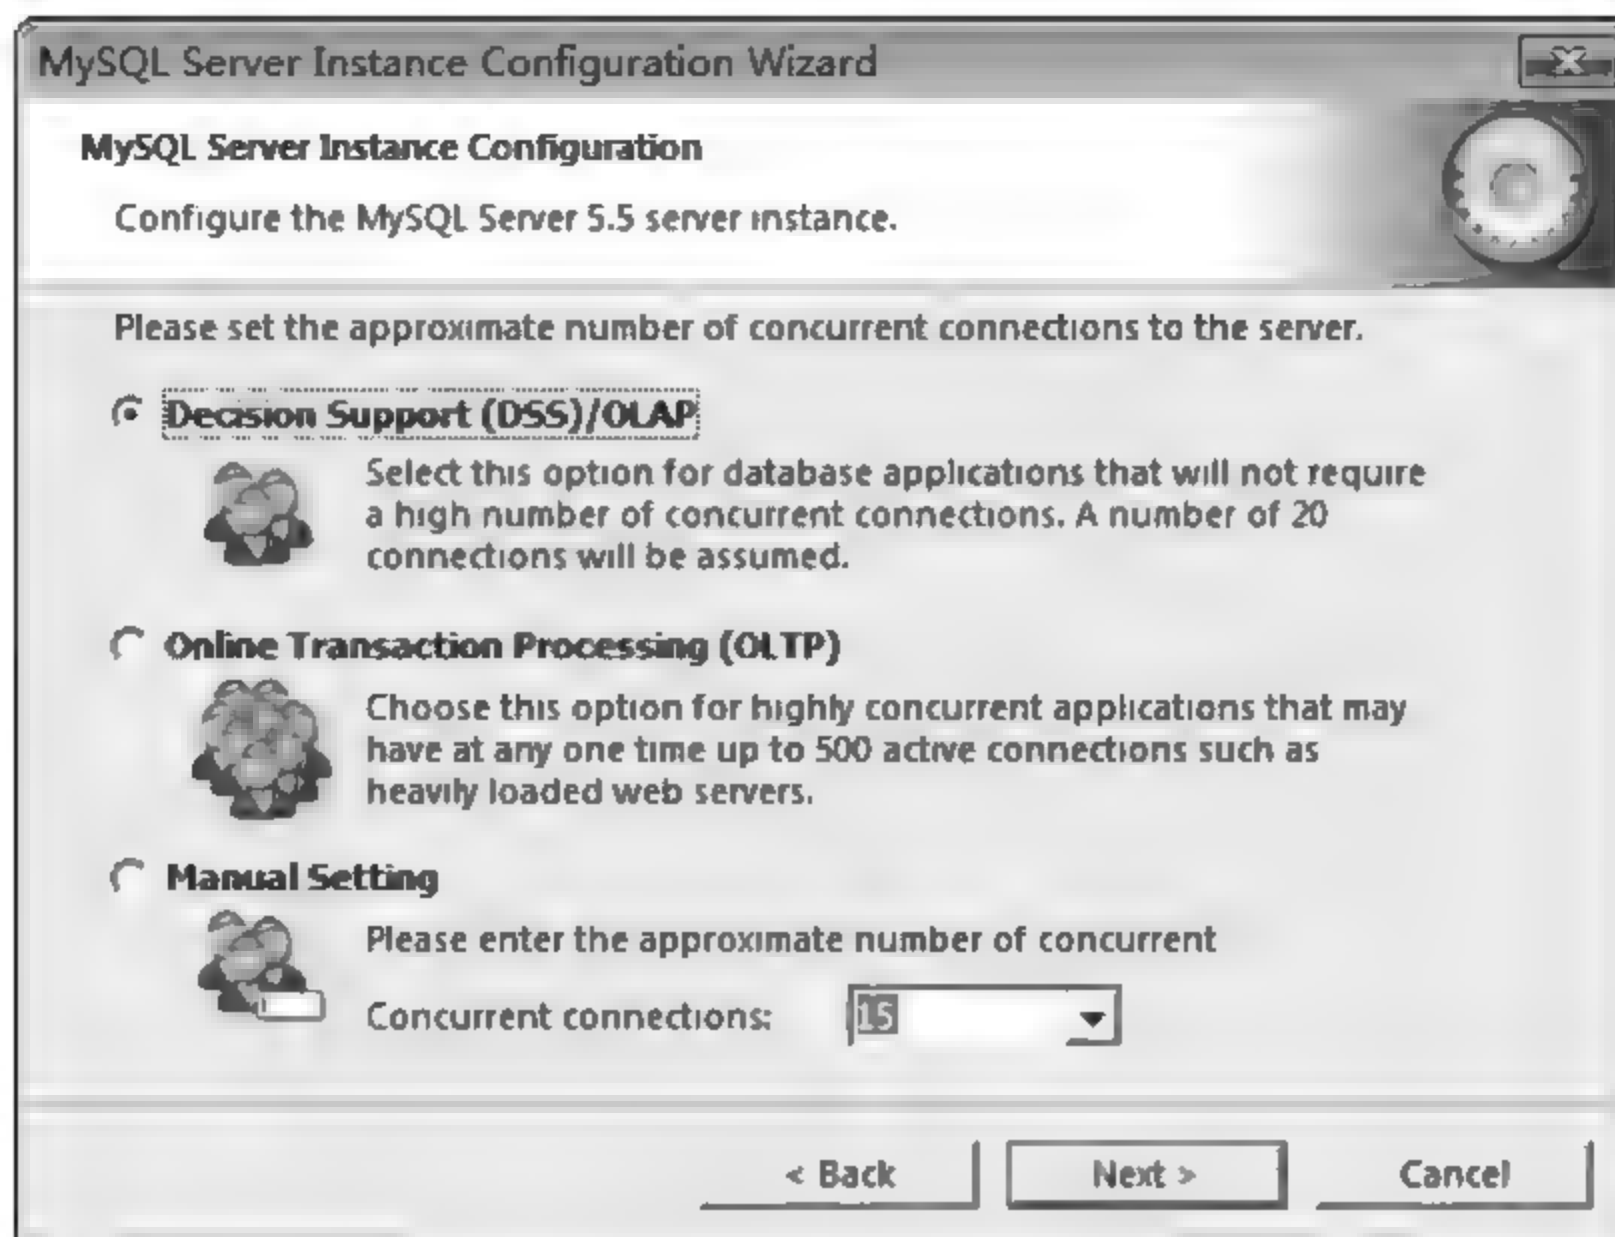 MySQL Server Instance Configuration Wizard
MySQL Server Instance Configuration
Configure the MySQL Server 5.5 server instance.
Please set the approximate number of concurrent connections to the server.
Decision Support (DSS)/OLAP
Select this option for database applications that will not require
a high number of concurrent connections. A number of 20
connections will be assumed.
Online Transaction Processing (OLTP)
Choose this option for highly concurrent applications that may
have at any one time up to 500 active connections such as
heavily loaded web servers.
Manual Setting
Please enter the approximate number of concurrent
Concurrent connections: 15
< Back Next > Cancel